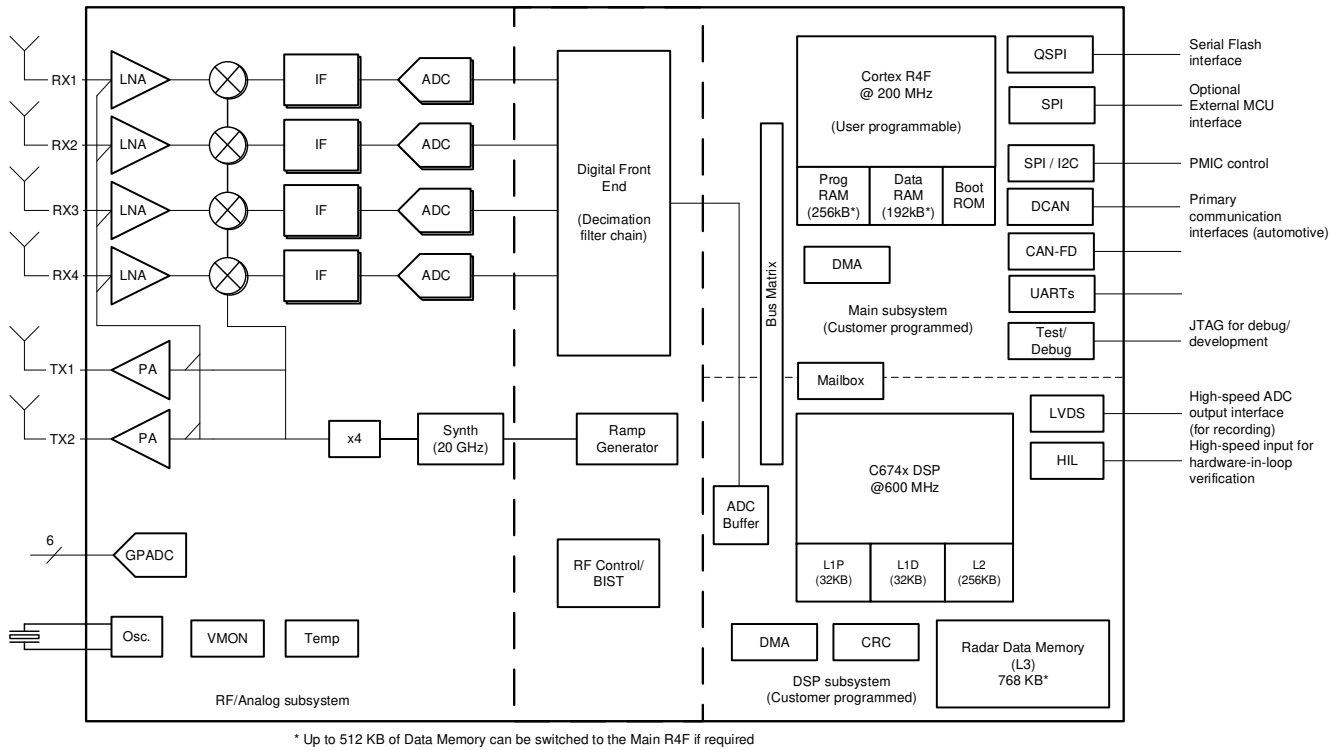 RX1
LNA
IF
ADC
RX2
LNA
IF
ADC
RX3
LNA
IF
ADC
RX4
LNA
IF
ADC
TX1
PA
TX2
PA
x4
Synth
(20 GHz)
6
GPADC
Osc.
VMON
Temp
RF/Analog subsystem
Digital Front
End
(Decimation
filter chain)
Ramp
Generator
RF Control/
BIST
ADC
Buffer
Bus Matrix
Cortex R4F
@ 200 MHz
(User programmable)
Prog
RAM
(256kB*)
Data
RAM
(192kB*)
Boot
ROM
DMA
Main subsystem
(Customer programmed)
QSPI
Serial Flash
interface
SPI
Optional
External MCU
interface
SPI / I2C
PMIC control
DCAN
Primary
communication
interfaces (automotive)
CAN-FD
UARTs
Test/
Debug
JTAG for debug/
development
Mailbox
C674x DSP
@600 MHz
L1P
(32KB)
L1D
(32KB)
L2
(256KB)
LVDS
High-speed ADC
output interface
(for recording)
HIL
High-speed input for
hardware-in-loop
verification
DMA
CRC
DSP subsystem
(Customer programmed)
Radar Data Memory
(L3)
768 KB*
* Up to 512 KB of Data Memory can be switched to the Main R4F if required